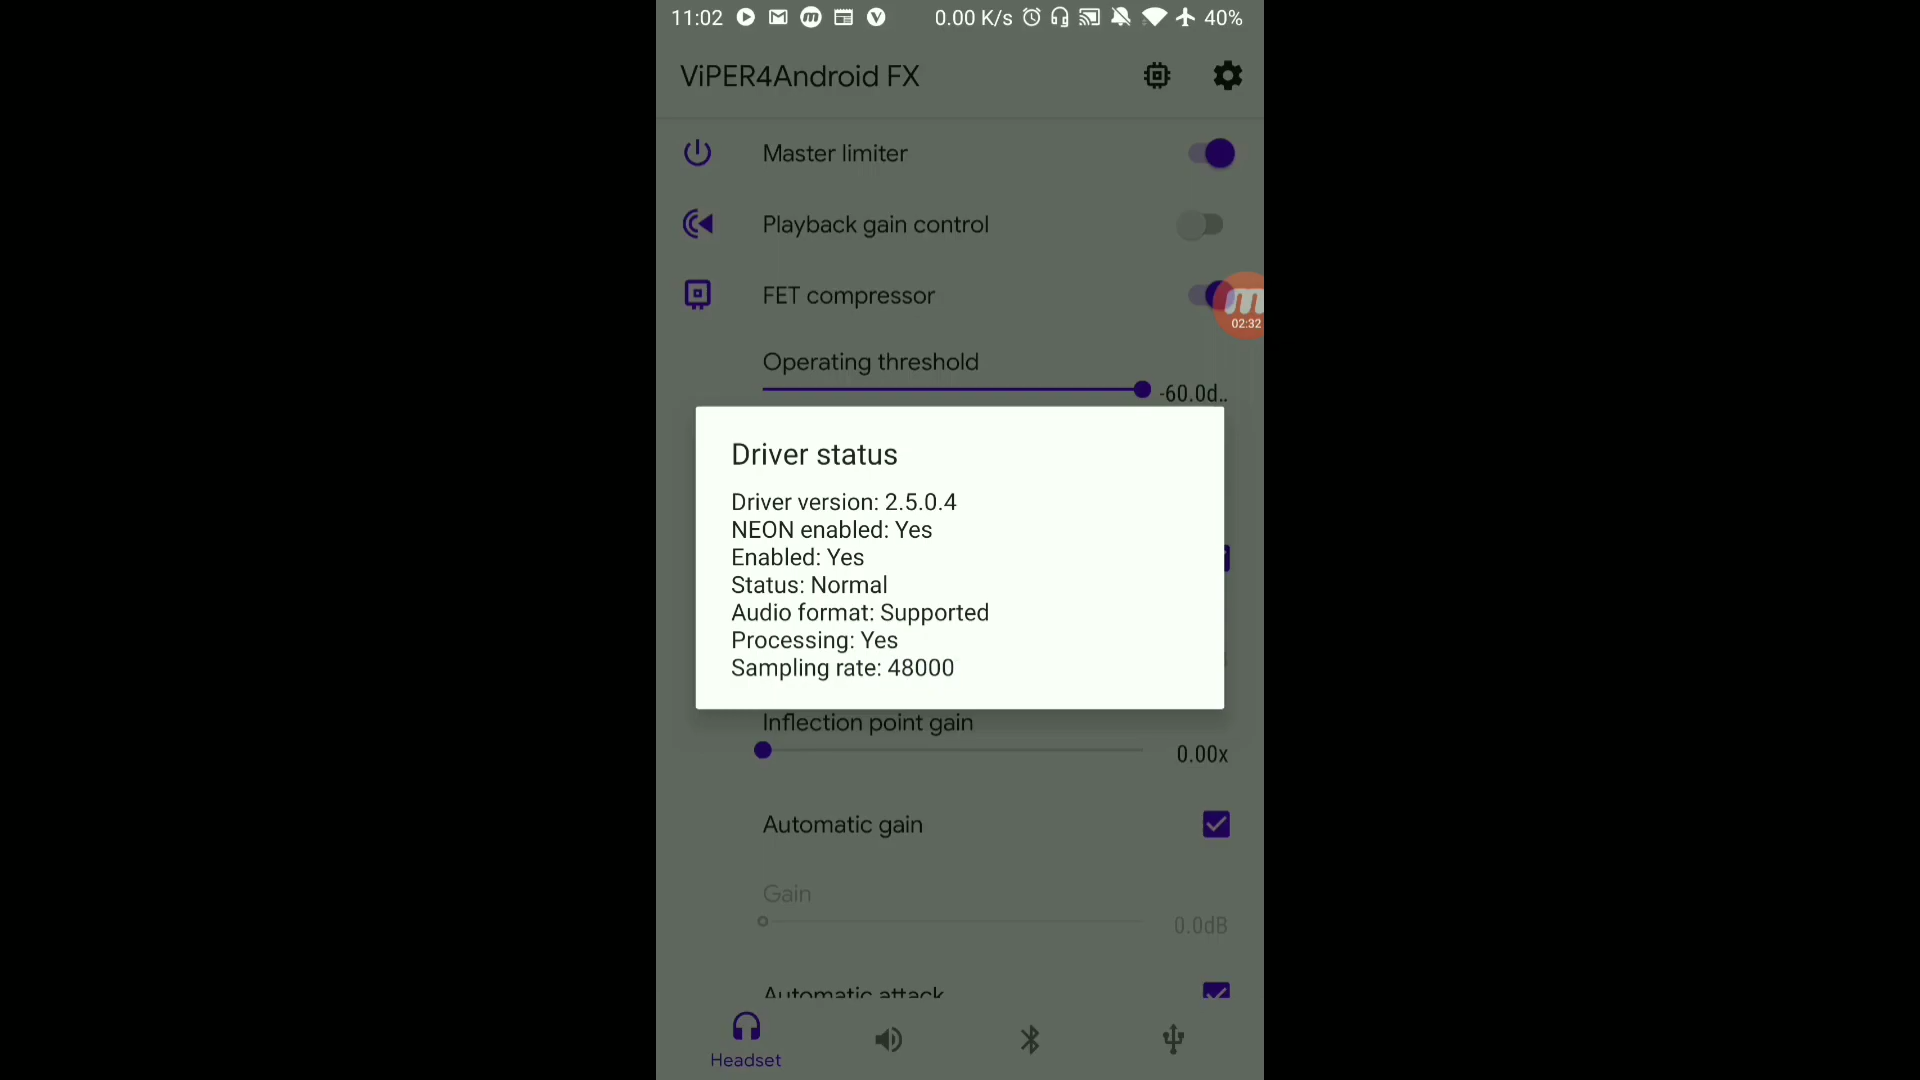 11:02 0.00 K/s 40%
ViPER4Android FX
Master limiter
Playback gain control
FET compressor
02:32
Operating threshold
-60.0d..
Driver status
Driver version: 2.5.0.4
NEON enabled: Yes
Enabled: Yes
Status: Normal
Audio format: Supported
Processing: Yes
Sampling rate: 48000
Inflection point gain
0.00x
Automatic gain
Gain
0.0dB
Automatic attack
Headset